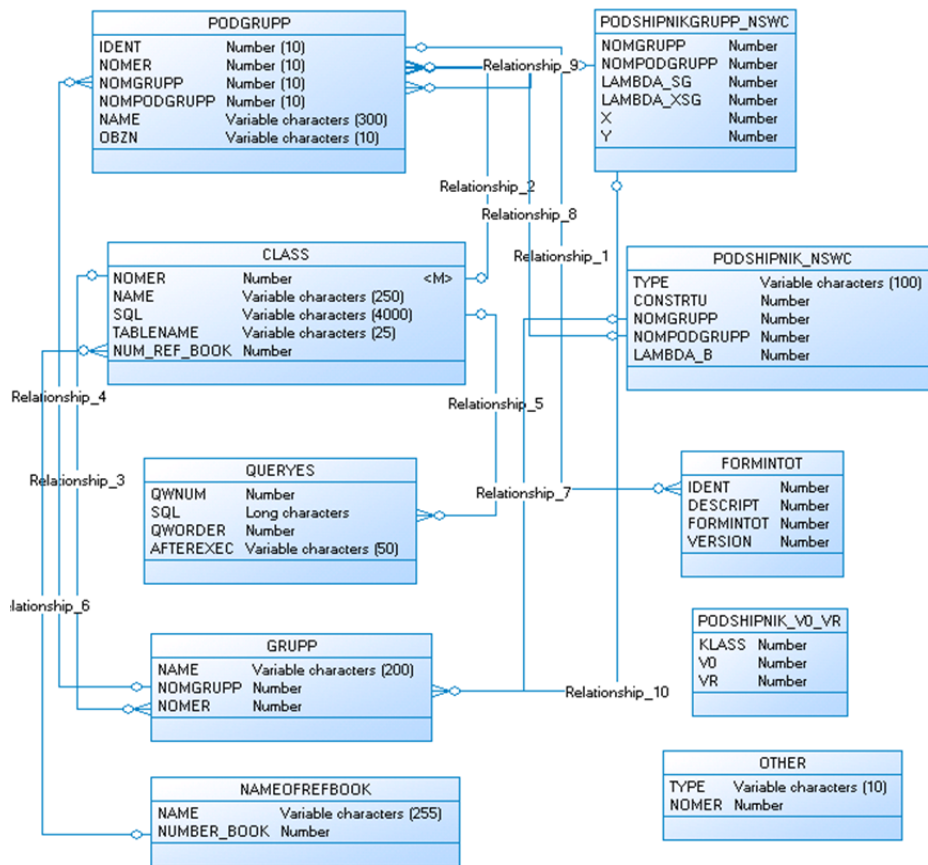 PODGRUPP
IDENT Number (10)
NOMER Number (10)
NOMGRUPP Number (10)
NOMPODGRUPP Number (10)
NAME Variable characters (300)
OBZN Variable characters (10)
PODSHIPNIKGRUPP_NSWC
NOMGRUPP Number
NOMPODGRUPP Number
LAMBDA_SG Number
LAMBDA_XSG Number
X Number
Y Number
Relationship_9
Relationship_2
Relationship_8
Relationship_1
CLASS
NOMER Number <M>
NAME Variable characters (250)
SQL Variable characters (4000)
TABLENAME Variable characters (25)
NUM_REF_BOOK Number
PODSHIPNIK_NSWC
TYPE Variable characters (100)
CONSTRTU Number
NOMGRUPP Number
NOMPODGRUPP Number
LAMBDA_B Number
Relationship_4
Relationship_5
Relationship_3
Relationship_7
QUERYES
QWNUM Number
SQL Long characters
QWORDER Number
AFTEREXEC Variable characters (50)
FORMINTOT
IDENT Number
DESCRIPT Number
FORMINTOT Number
VERSION Number
elationship_6
GRUPP
NAME Variable characters (200)
NOMGRUPP Number
NOMER Number
Relationship_10
PODSHIPNIK_V0_VR
KLASS Number
V0 Number
VR Number
NAMEOFREFBOOK
NAME Variable characters (255)
NUMBER_BOOK Number
OTHER
TYPE Variable characters (10)
NOMER Number